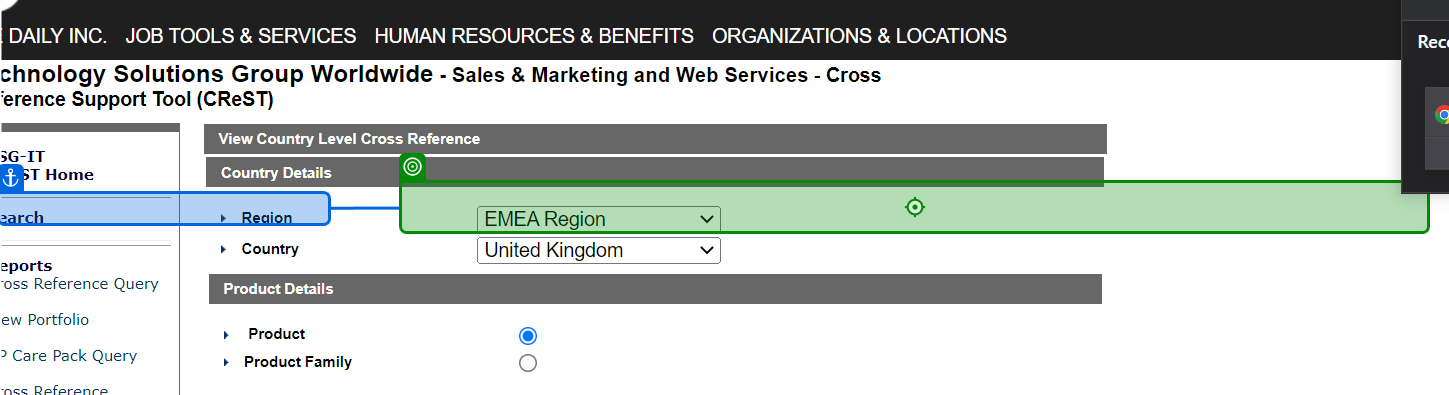 DAILY INC. JOB TOOLS & SERVICES HUMAN RESOURCES & BENEFITS ORGANIZATIONS & LOCATIONS
Rec
chnology Solutions Group Worldwide - Sales & Marketing and Web Services - Cross
ference Support Tool (CReST)
SG-IT
ST Home
earch
eports
ross Reference Query
ew Portfolio
P Care Pack Query
ross Reference
View Country Level Cross Reference
Country Details
Region EMEA Region
Country United Kingdom
Product Details
Product
Product Family